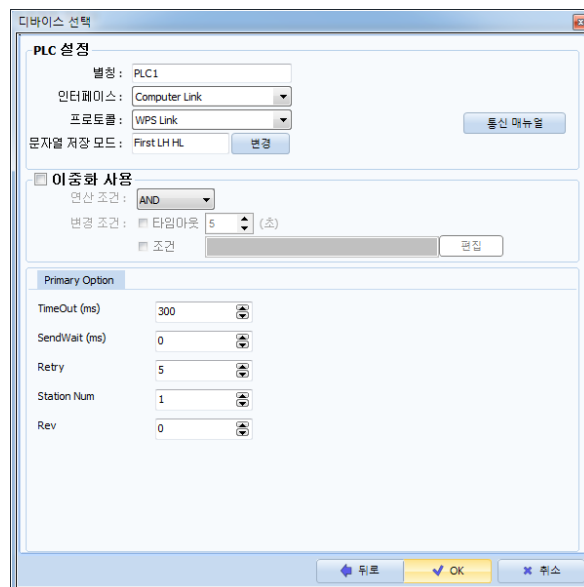 디바이스 선택
PLC 설정
별칭 : PLC1
인터페이스 : Computer Link
프로토콜 : WPS Link 통신 매뉴얼
문자열 저장 모드 : First LH HL 변경
이중화 사용
연산 조건 : AND
변경 조건 : 타임아웃 5 (초)
조건 편집
Primary Option
TimeOut (ms) 300
SendWait (ms) 0
Retry 5
Station Num 1
Rev 0
뒤로 OK 취소